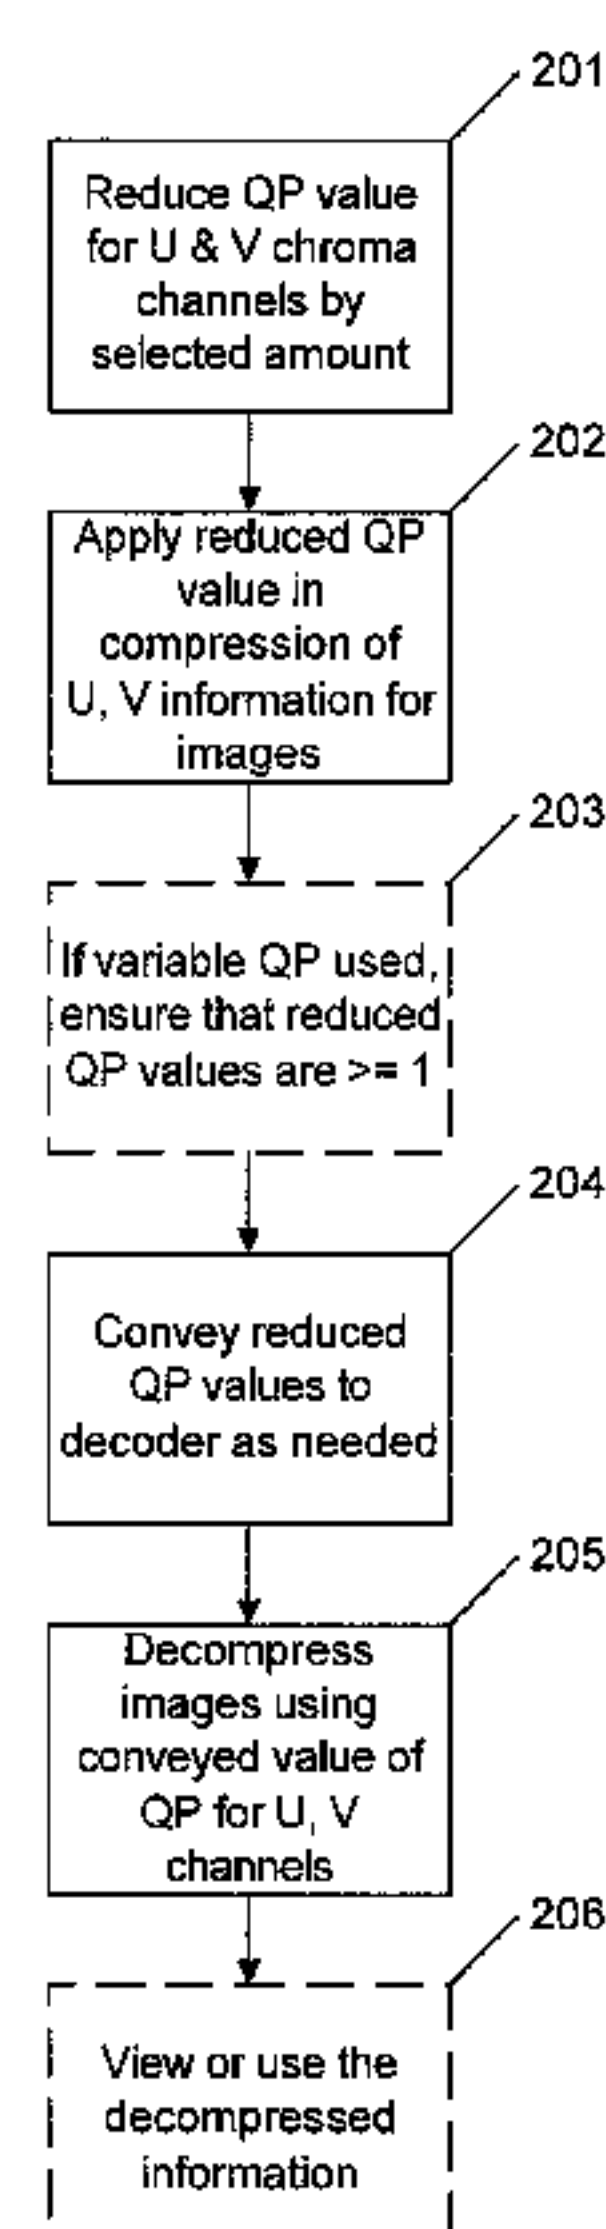 201
Reduce QP value
for U & V chroma
channels by
selected amount
202
Apply reduced QP
value in
compression of
U, V information for
images
203
If variable QP used,
ensure that reduced
QP values are >= 1
204
Convey reduced
QP values to
decoder as needed
205
Decompress
images using
conveyed value of
QP for U, V
channels
206
View or use the
decompressed
information